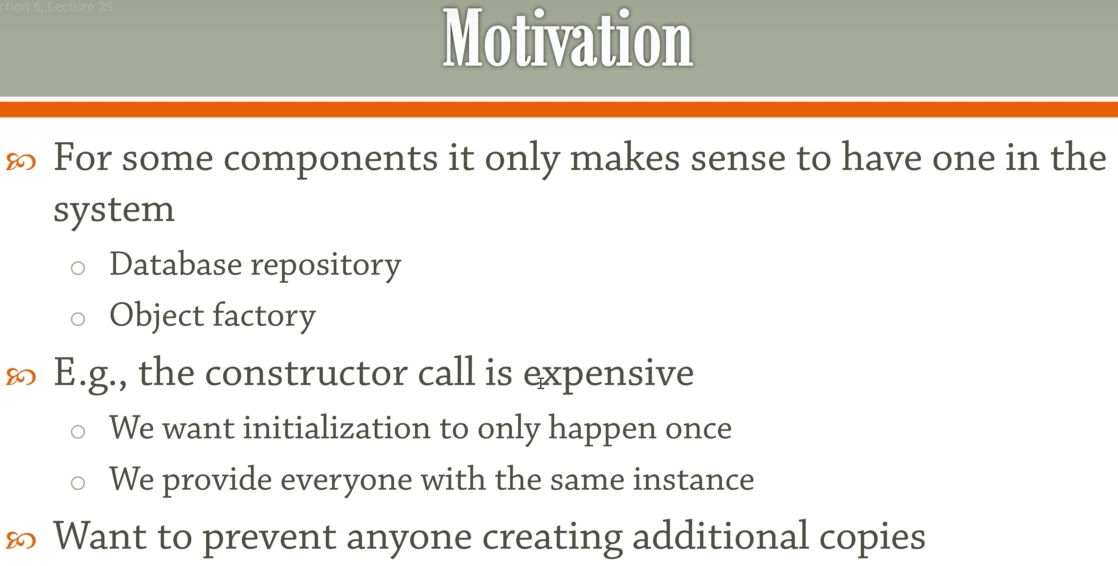 ction 6, Lecture 25
Motivation
For some components it only makes sense to have one in the
system
Database repository
Object factory
E.g., the constructor call is expensive
We want initialization to only happen once
We provide everyone with the same instance
Want to prevent anyone creating additional copies